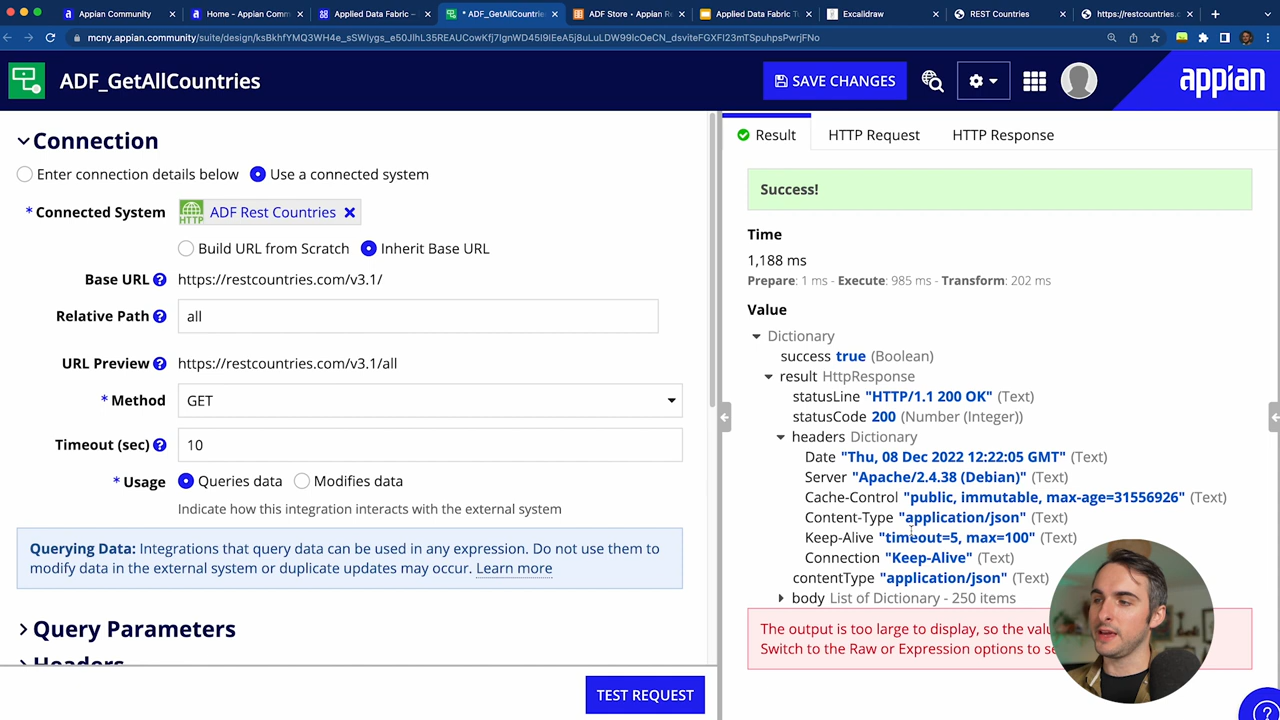 Appian Community
Home - Appian Comm
Applied Data Fabric –
* ADF_GetAllCountries
ADF Store - Appian R
Applied Data Fabric Tu
Excalidraw
REST Countries
https://restcountries.c
mcny.appian.community/suite/design/
ADF_GetAllCountries
SAVE CHANGES
appian
Connection
Enter connection details below
Use a connected system
* Connected System
HTTP
ADF Rest Countries
Build URL from Scratch
Inherit Base URL
Base URL
https://restcountries.com/v3.1/
Relative Path
all
URL Preview
https://restcountries.com/v3.1/all
* Method
GET
Timeout (sec)
10
* Usage
Queries data
Modifies data
Indicate how this integration interacts with the external system
Querying Data: Integrations that query data can be used in any expression. Do not use them to
modify data in the external system or duplicate updates may occur. Learn more
Query Parameters
Headers
TEST REQUEST
Result
HTTP Request
HTTP Response
Success!
Time
1,188 ms
Prepare: 1 ms - Execute: 985 ms - Transform: 202 ms
Value
Dictionary
success true (Boolean)
result HttpResponse
statusLine "HTTP/1.1 200 OK" (Text)
statusCode 200 (Number (Integer))
headers Dictionary
Date "Thu, 08 Dec 2022 12:22:05 GMT" (Text)
Server "Apache/2.4.38 (Debian)" (Text)
Cache-Control "public, immutable, max-age=31556926" (Text)
Content-Type "application/json" (Text)
Keep-Alive "timeout=5, max=100" (Text)
Connection "Keep-Alive" (Text)
contentType "application/json" (Text)
body List of Dictionary - 250 items
The output is too large to display, so the valu
Switch to the Raw or Expression options to se